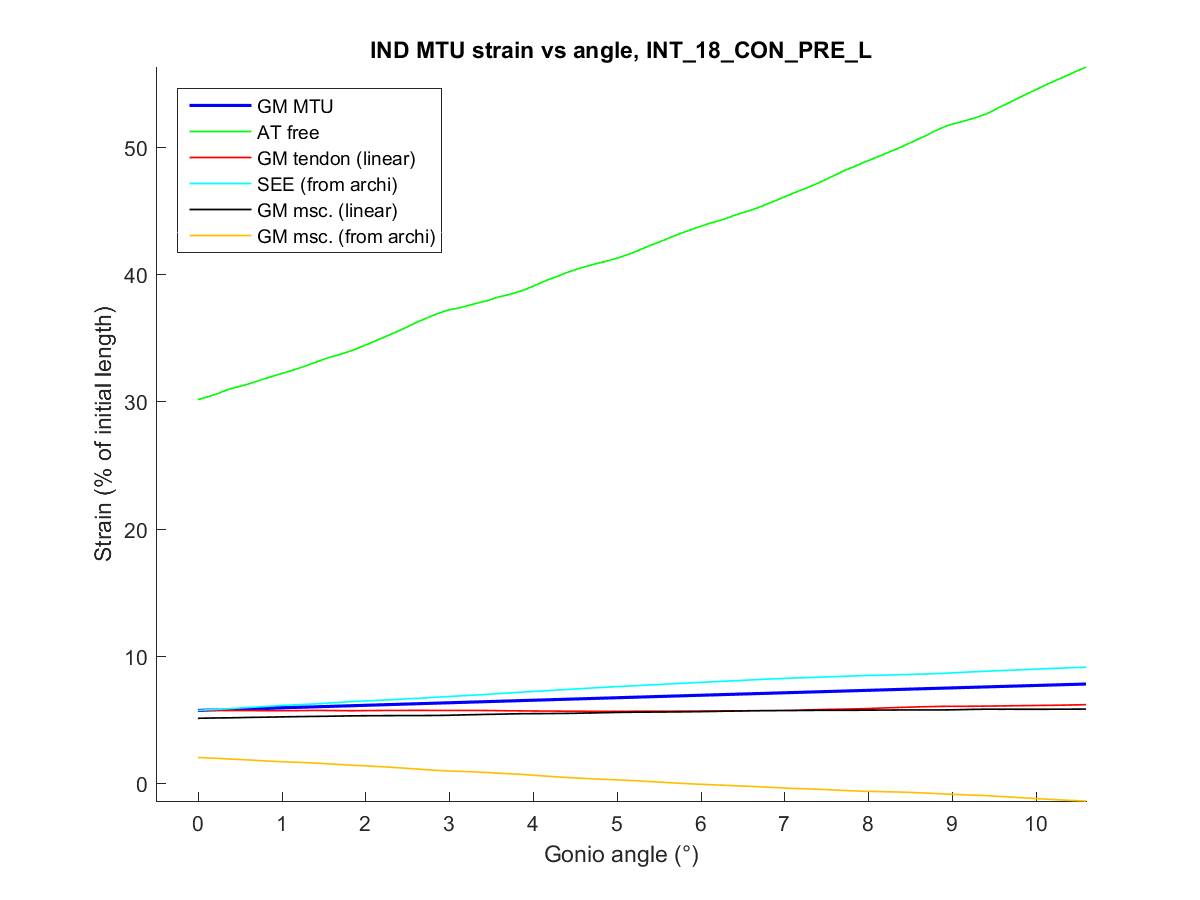 IND MTU strain vs angle, INT_18_CON_PRE_L
GM MTU
AT free
GM tendon (linear)
SEE (from archi)
GM msc. (linear)
GM msc. (from archi)
50
40
30
20
10
0
Strain (% of initial length)
0 1 2 3 4 5 6 7 8 9 10
Gonio angle (°)